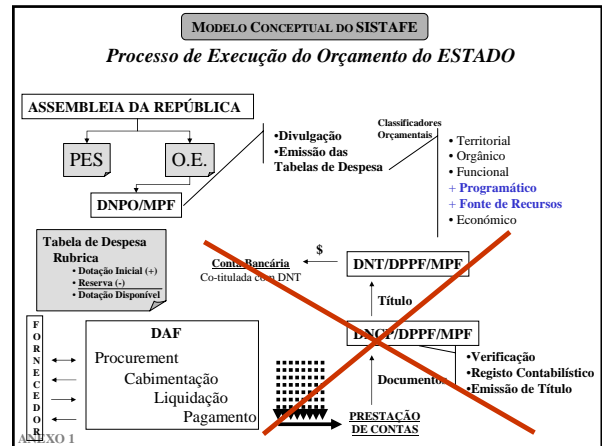 MODELO CONCEPTUAL DO SISTAFE
Processo de Execução do Orçamento do ESTADO
ASSEMBLEIA DA REPÚBLICA
PES
O.E.
DNPO/MPF
•Divulgação
•Emissão das
Tabelas de Despesa
Classificadores
Orçamentais
• Territorial
• Orgânico
• Funcional
+ Programático
+ Fonte de Recursos
• Económico
Tabela de Despesa
Rubrica
• Dotação Inicial (+)
• Reserva (-)
• Dotação Disponível
$
Conta Bancária
Co-titulada com DNT
DNT/DPPF/MPF
Título
DNCP/DPPF/MPF
•Verificação
•Registo Contabilístico
•Emissão de Título
Documentos
PRESTAÇÃO
DE CONTAS
FORNECEDOR
DAF
Procurement
Cabimentação
Liquidação
Pagamento
ANEXO 1